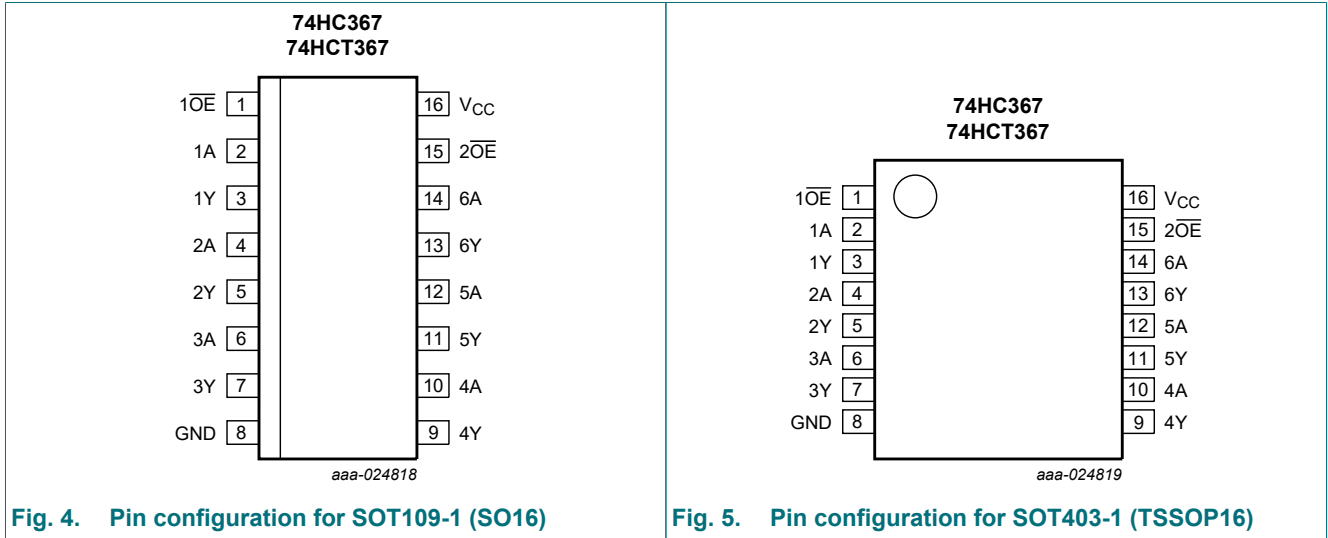 74HC367
74HCT367
1O̅E̅ 1
16 VCC
1A 2
15 2O̅E̅
1Y 3
14 6A
2A 4
13 6Y
2Y 5
12 5A
3A 6
11 5Y
3Y 7
10 4A
GND 8
9 4Y
aaa-024818
Fig. 4. Pin configuration for SOT109-1 (SO16)
74HC367
74HCT367
1O̅E̅ 1
16 VCC
1A 2
15 2O̅E̅
1Y 3
14 6A
2A 4
13 6Y
2Y 5
12 5A
3A 6
11 5Y
3Y 7
10 4A
GND 8
9 4Y
aaa-024819
Fig. 5. Pin configuration for SOT403-1 (TSSOP16)